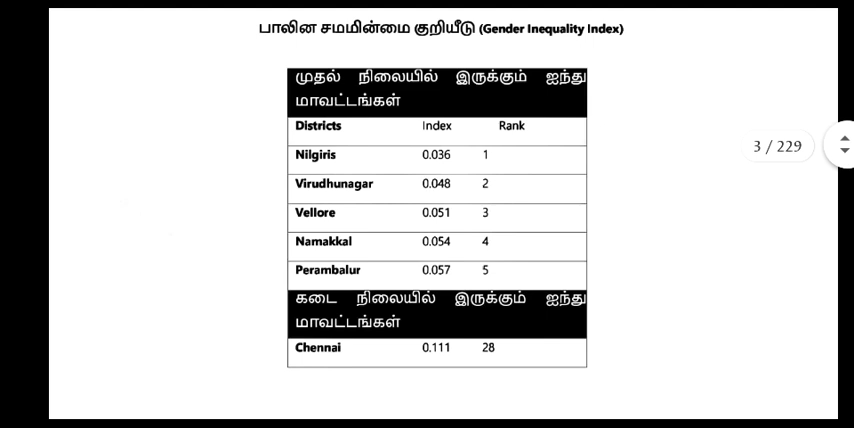 பாலின சமமின்மை குறியீடு (Gender Inequality Index)
முதல் நிலையில் இருக்கும் ஐந்து
மாவட்டங்கள்
Districts Index Rank
Nilgiris 0.036 1
3 / 229
Virudhunagar 0.048 2
Vellore 0.051 3
Namakkal 0.054 4
Perambalur 0.057 5
கடை நிலையில் இருக்கும் ஐந்து
மாவட்டங்கள்
Chennai 0.111 28